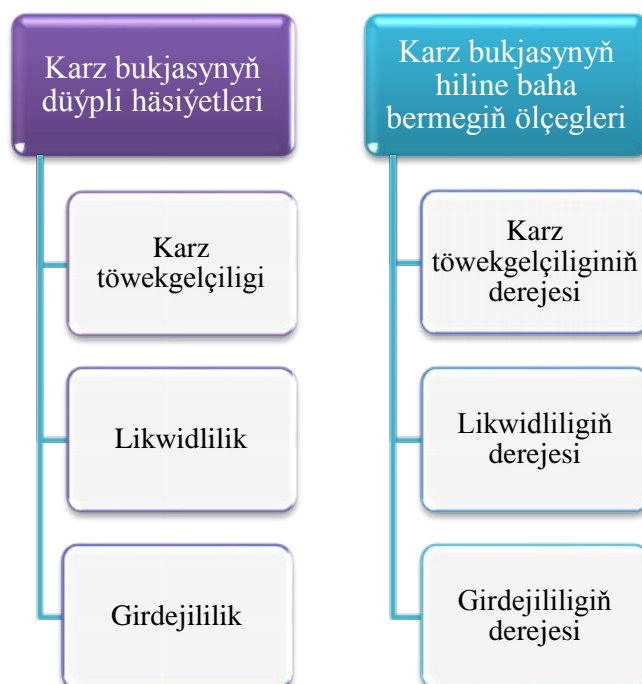 Karz bukjasynyň
düýpli häsiýetleri
Karz
töwekgelçiligi
Likwidlilik
Girdejililik
Karz bukjasynyň
hiline baha
bermegiň ölçegleri
Karz
töwekgelçiliginiň
derejesi
Likwidliligiň
derejesi
Girdejililigiň
derejesi